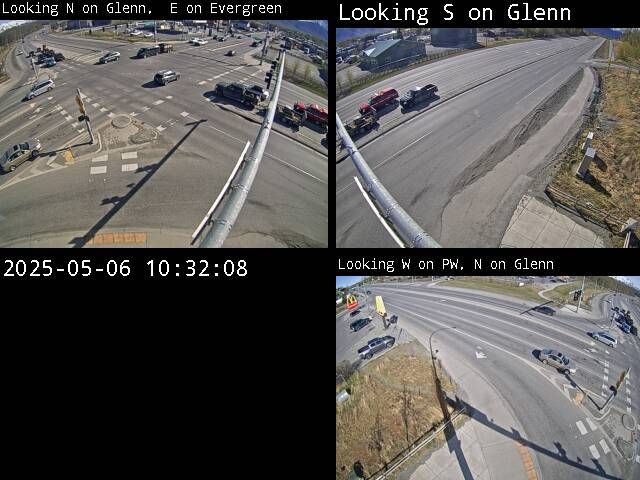 Looking N on Glenn,  E on Evergreen
Looking S on Glenn
2025-05-06 10:32:08
Looking W on PW, N on Glenn